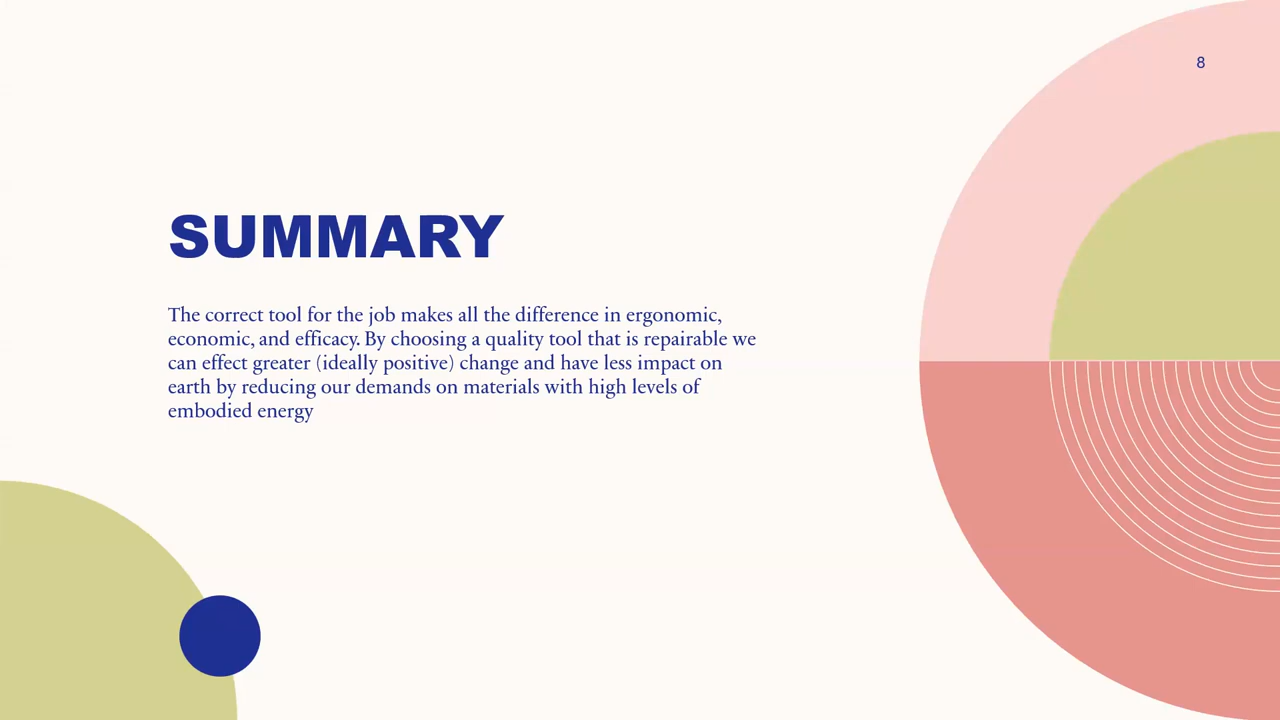 8
SUMMARY
The correct tool for the job makes all the difference in ergonomic,
economic, and efficacy. By choosing a quality tool that is repairable we
can effect greater (ideally positive) change and have less impact on
earth by reducing our demands on materials with high levels of
embodied energy